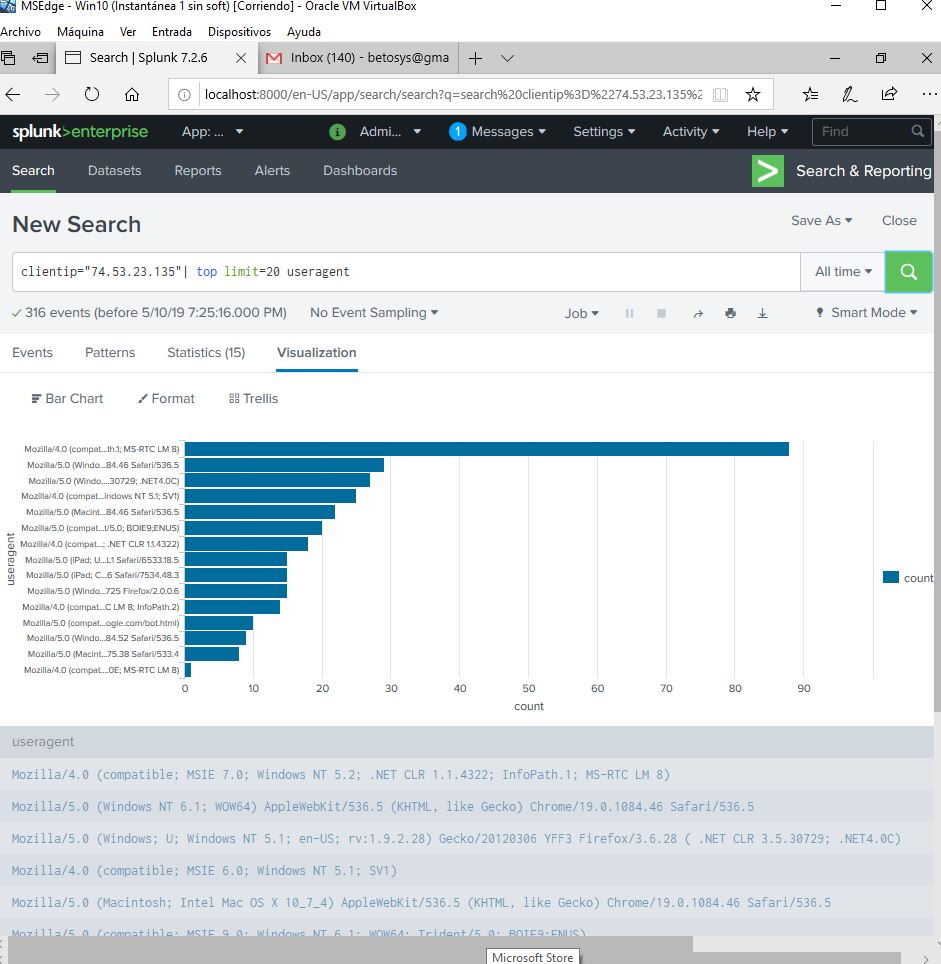 MSEdge - Win10 (Instantánea 1 sin soft) [Corriendo] - Oracle VM VirtualBox
Archivo Máquina Ver Entrada Dispositivos Ayuda
Search | Splunk 7.2.6 Inbox (140) - betosys@gma
localhost:8000/en-US/app/search/search?q=search%20clientip%3D%2274.53.23.135%2
splunk>enterprise App: ... i Admi... 1 Messages Settings Activity Help Find
Search Datasets Reports Alerts Dashboards Search & Reporting
New Search Save As Close
clientip="74.53.23.135"| top limit=20 useragent All time
316 events (before 5/10/19 7:25:16.000 PM) No Event Sampling Job Smart Mode
Events Patterns Statistics (15) Visualization
Bar Chart Format Trellis
Mozilla/4.0 (compat...th.1; MS-RTC LM 8)
Mozilla/5.0 (Windo...84.46 Safari/536.5
Mozilla/5.0 (Windo....30729; .NET4.0C)
Mozilla/4.0 (compat...indows NT 5.1; SV1)
Mozilla/5.0 (Macint...84.46 Safari/536.5
Mozilla/5.0 (compat...t/5.0; BOIE9;ENUS)
Mozilla/4.0 (compat...; .NET CLR 1.1.4322)
Mozilla/5.0 (iPad; U...L1 Safari/6533.18.5
Mozilla/5.0 (iPad; C...6 Safari/7534.48.3
Mozilla/5.0 (Windo...725 Firefox/2.0.0.6
Mozilla/4.0 (compat...C LM 8; InfoPath.2)
Mozilla/5.0 (compat...ogle.com/bot.html)
Mozilla/5.0 (Windo...84.52 Safari/536.5
Mozilla/5.0 (Macint...75.38 Safari/533.4
Mozilla/4.0 (compat....0E; MS-RTC LM 8)
useragent
count
0 10 20 30 40 50 60 70 80 90
count
useragent
Mozilla/4.0 (compatible; MSIE 7.0; Windows NT 5.2; .NET CLR 1.1.4322; InfoPath.1; MS-RTC LM 8)
Mozilla/5.0 (Windows NT 6.1; WOW64) AppleWebKit/536.5 (KHTML, like Gecko) Chrome/19.0.1084.46 Safari/536.5
Mozilla/5.0 (Windows; U; Windows NT 5.1; en-US; rv:1.9.2.28) Gecko/20120306 YFF3 Firefox/3.6.28 ( .NET CLR 3.5.30729; .NET4.0C)
Mozilla/4.0 (compatible; MSIE 6.0; Windows NT 5.1; SV1)
Mozilla/5.0 (Macintosh; Intel Mac OS X 10_7_4) AppleWebKit/536.5 (KHTML, like Gecko) Chrome/19.0.1084.46 Safari/536.5
Mozilla/5.0 (compatible; MSIE 9.0; Windows NT 6.1; WOW64; Trident/5.0; BOIE9;ENUS)
Microsoft Store